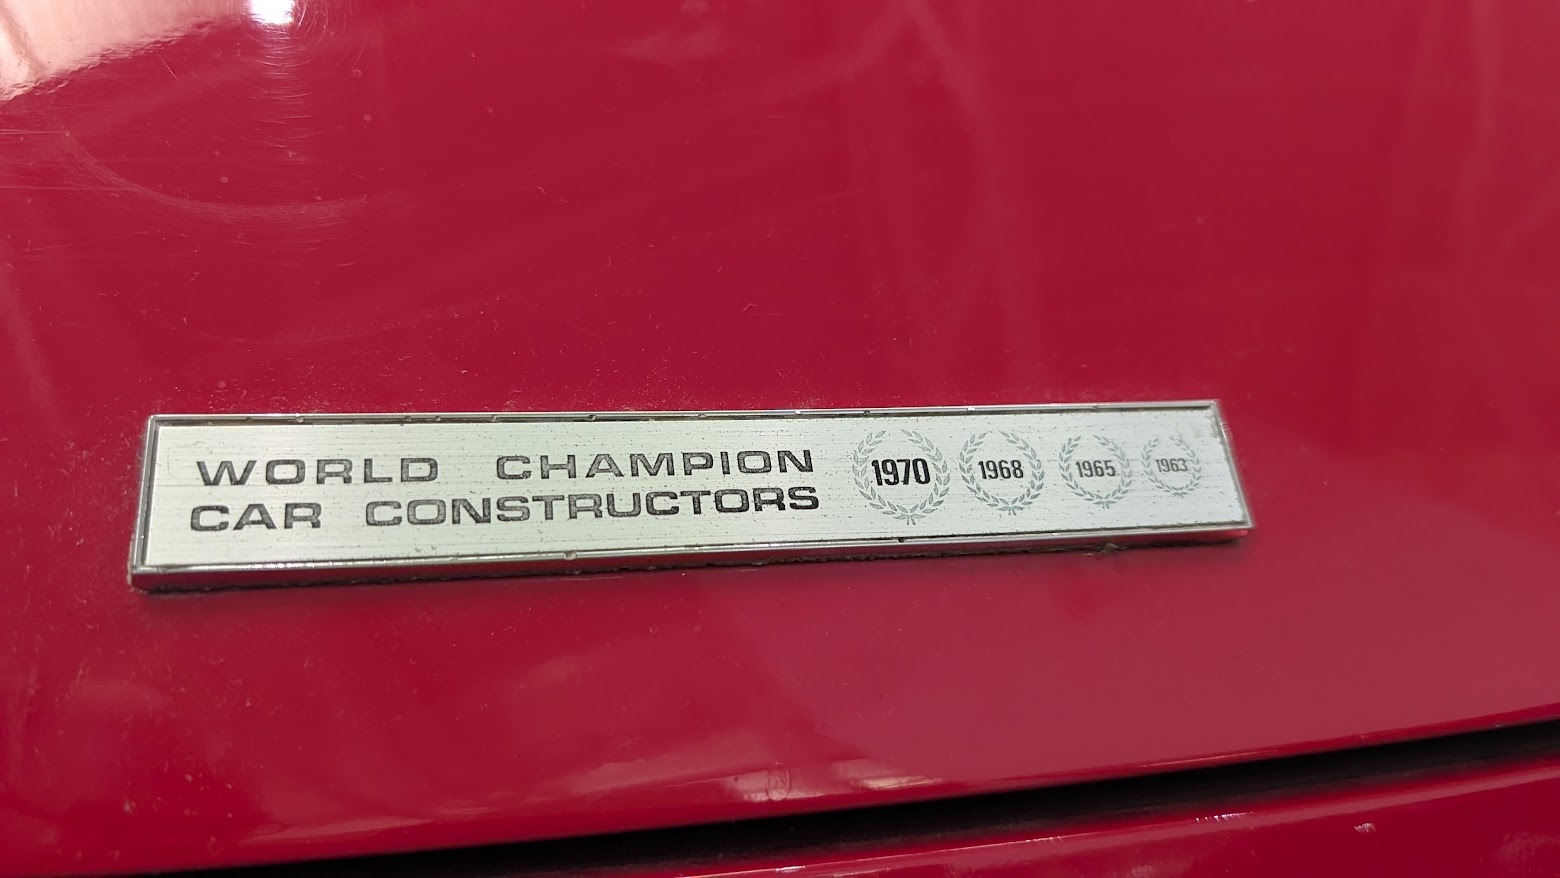 WORLD CHAMPION
CAR CONSTRUCTORS
1970 1968 1965 1963